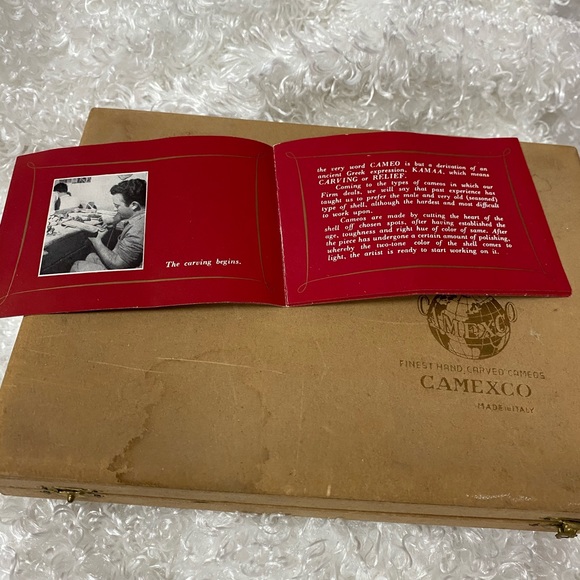 The carving begins.
the very word CAMEO is but a derivation of an
ancient Greek expression, KAMAA, which means
CARVING or RELIEF.
Coming to the types of cameos in which our
Firm deals, we will say that past experience has
taught us to prefer the male and very old (seasoned)
type of shell, although the hardest and most difficult
to work upon.
Cameos are made by cutting the heart of the
shell off chosen spots, after having established the
age, toughness and right hue of color of same. After
the piece has undergone a certain amount of polishing,
whereby the two-tone color of the shell comes to
light, the artist is ready to start working on it.
CAMEXCO
FINEST HAND CARVED CAMEOS
CAMEXCO
MADE in ITALY